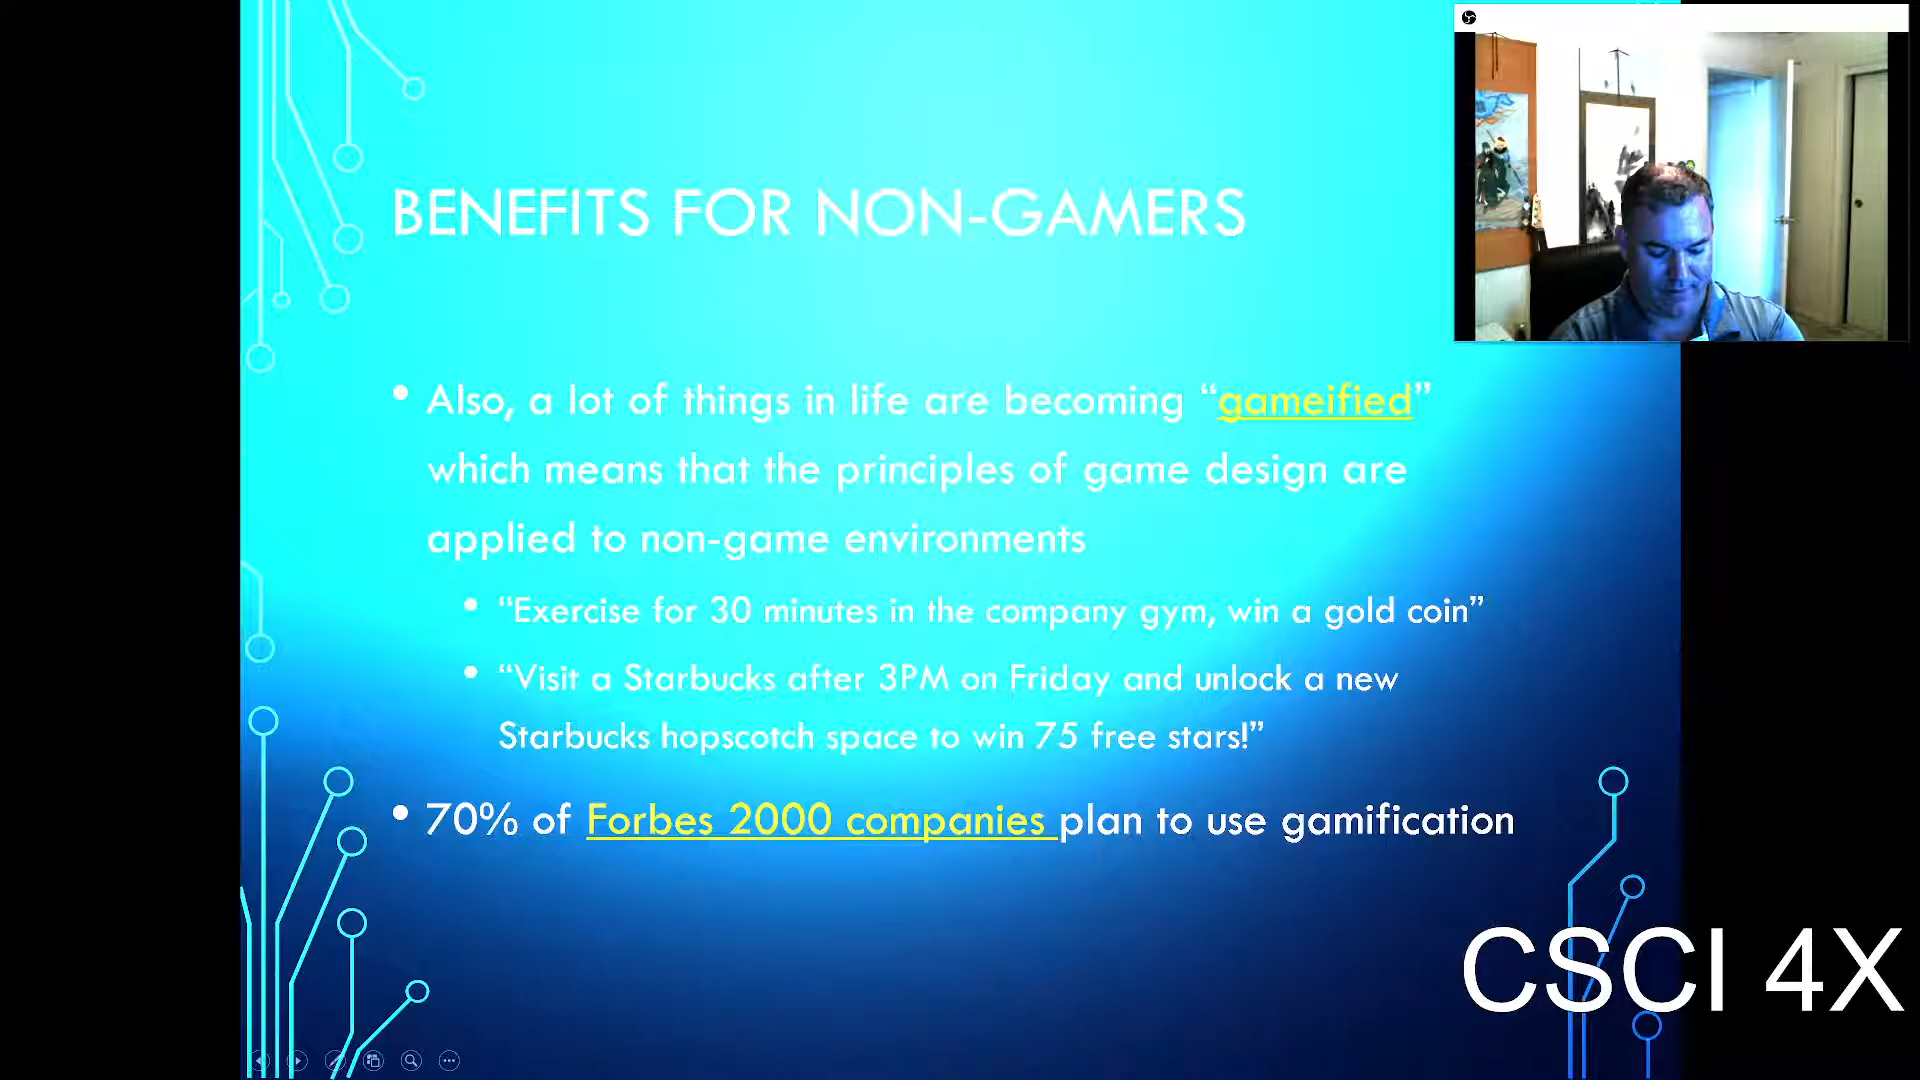 BENEFITS FOR NON-GAMERS
• Also, a lot of things in life are becoming “gameified”
which means that the principles of game design are
applied to non-game environments
• “Exercise for 30 minutes in the company gym, win a gold coin”
• “Visit a Starbucks after 3PM on Friday and unlock a new
Starbucks hopscotch space to win 75 free stars!”
• 70% of Forbes 2000 companies plan to use gamification
CSCI 4X